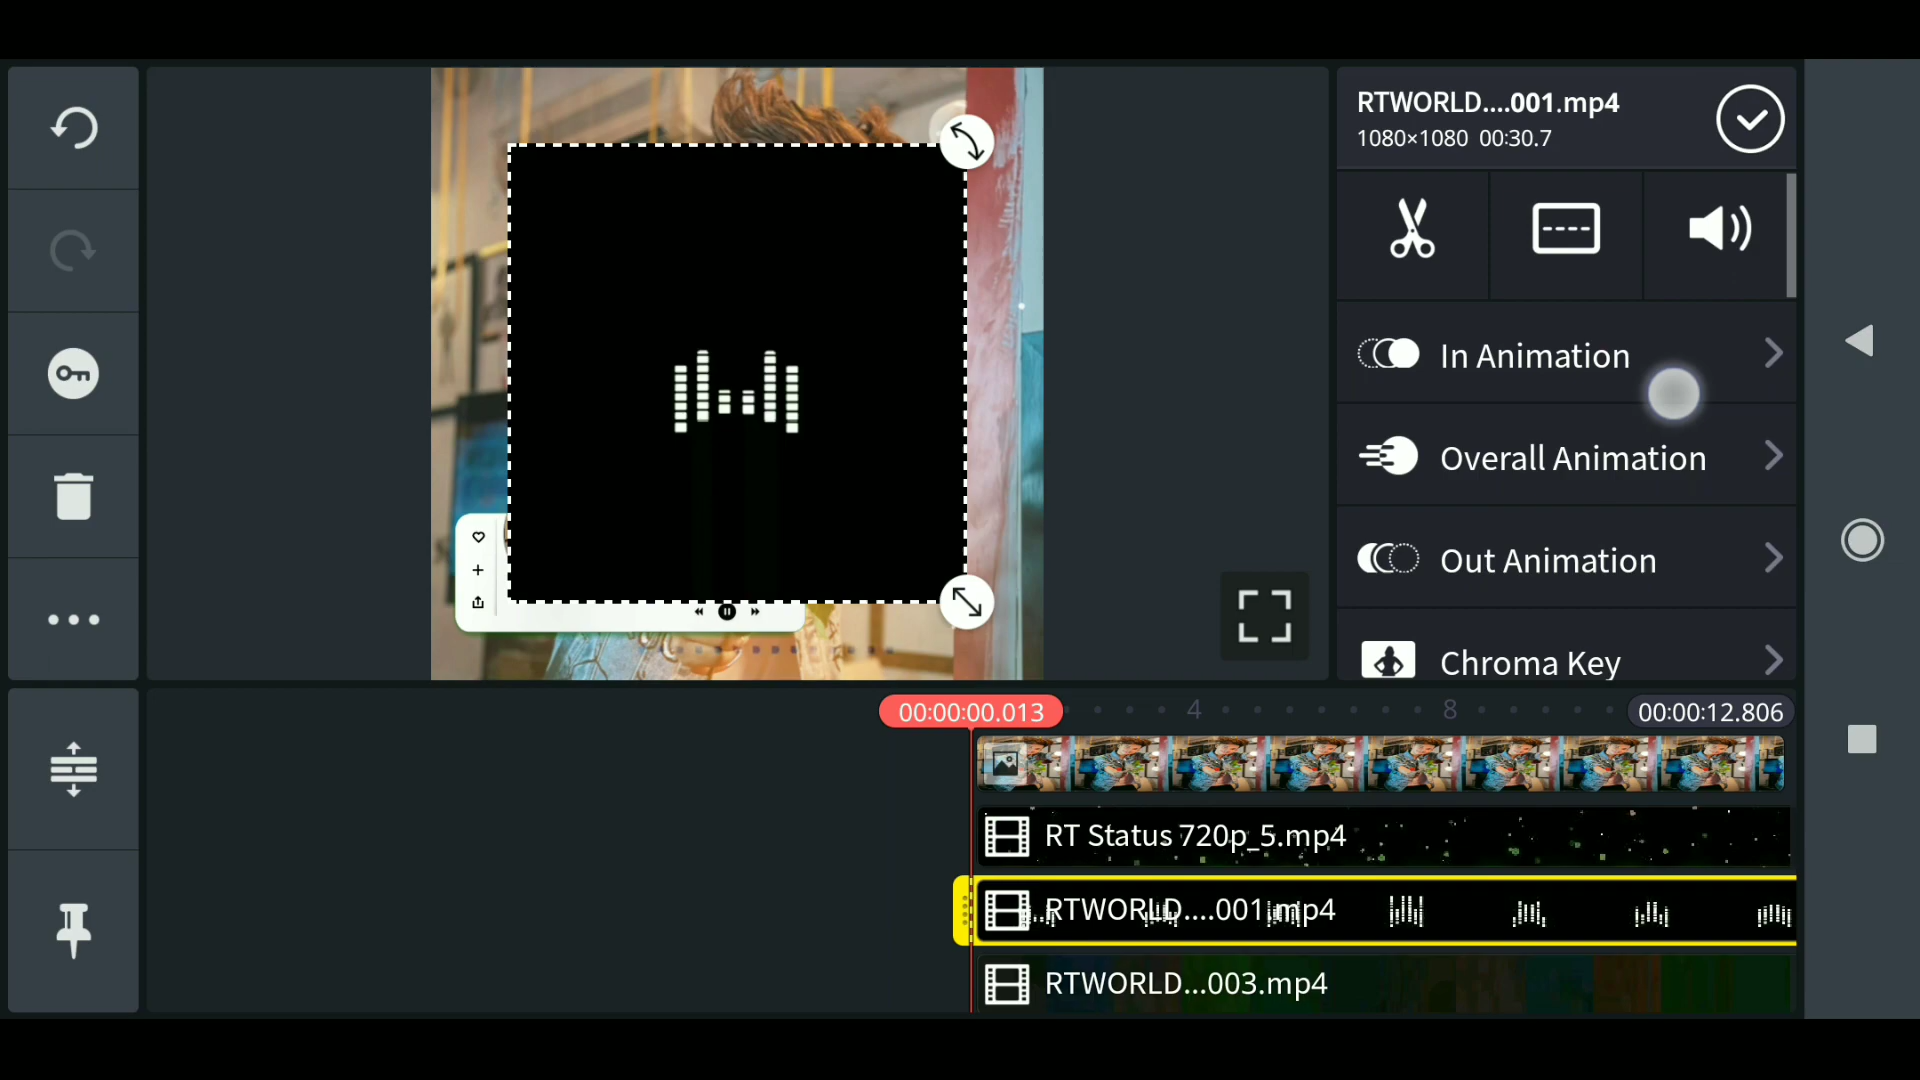 RTWORLD....001.mp4
1080×1080 00:30.7
In Animation
Overall Animation
Out Animation
Chroma Key
00:00:00.013
4
8
00:00:12.806
RT Status 720p_5.mp4
RTWORLD....001.mp4
RTWORLD...003.mp4